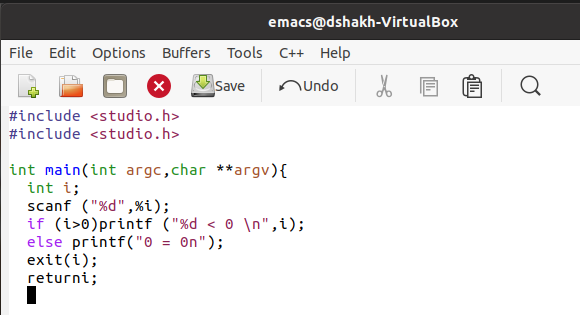 emacs@dshakh-VirtualBox
File Edit Options Buffers Tools C++ Help
Save Undo
#include <studio.h>
#include <studio.h>
int main(int argc,char **argv){
int i;
scanf ("%d",%i);
if (i>0)printf ("%d < 0 \n",i);
else printf("0 = 0n");
exit(i);
returni;